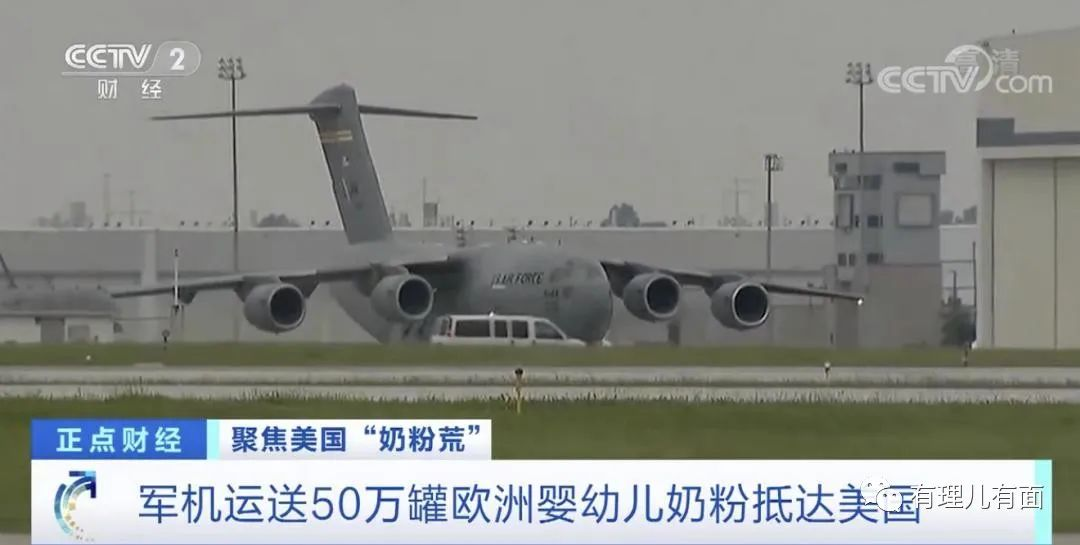 CCTV 2
财经
高清
CCTV.com
U.S.AIR FORCE
正点财经
聚焦美国“奶粉荒”
军机运送50万罐欧洲婴幼儿奶粉抵达美国
有理儿有面